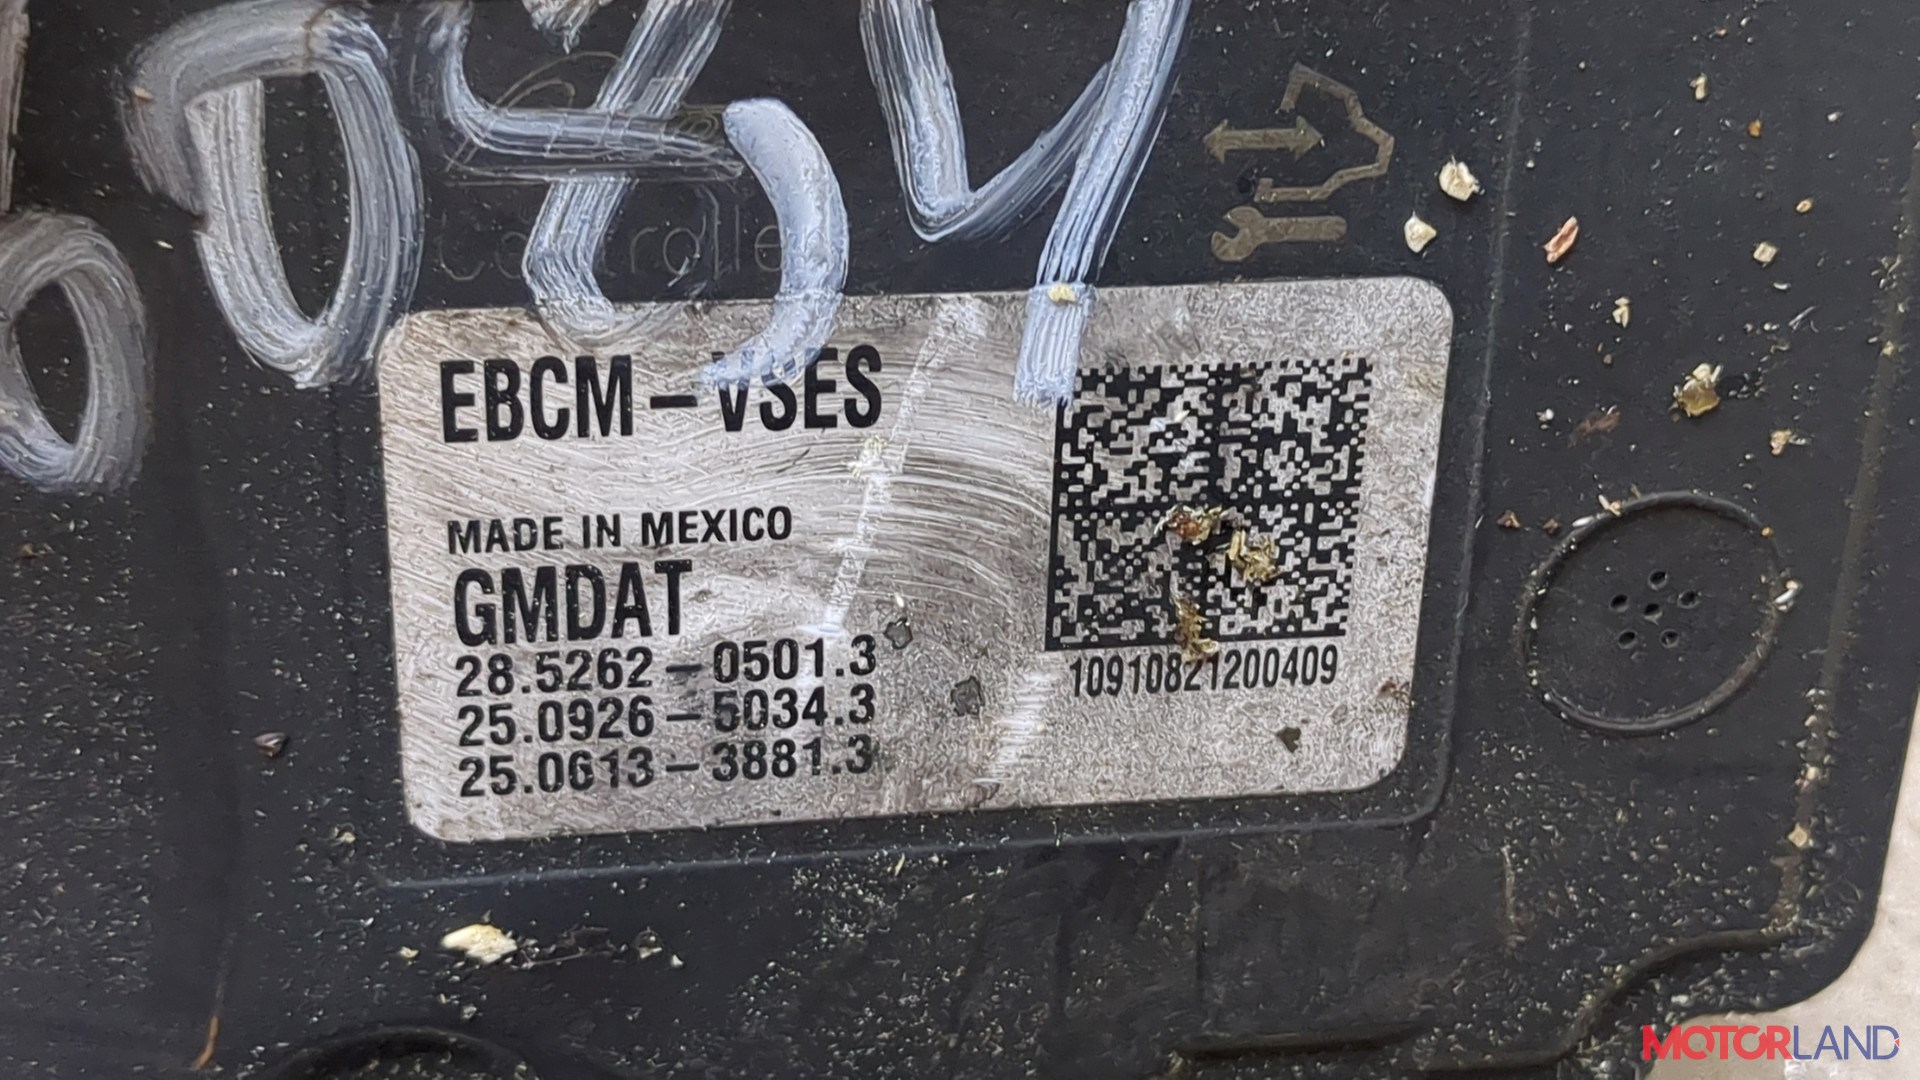 EBCM-VSES
MADE IN MEXICO
GMDAT
28.5262-0501.3
25.0926-5034.3
25.0613-3881.3
10910821200409
MOTORLAND